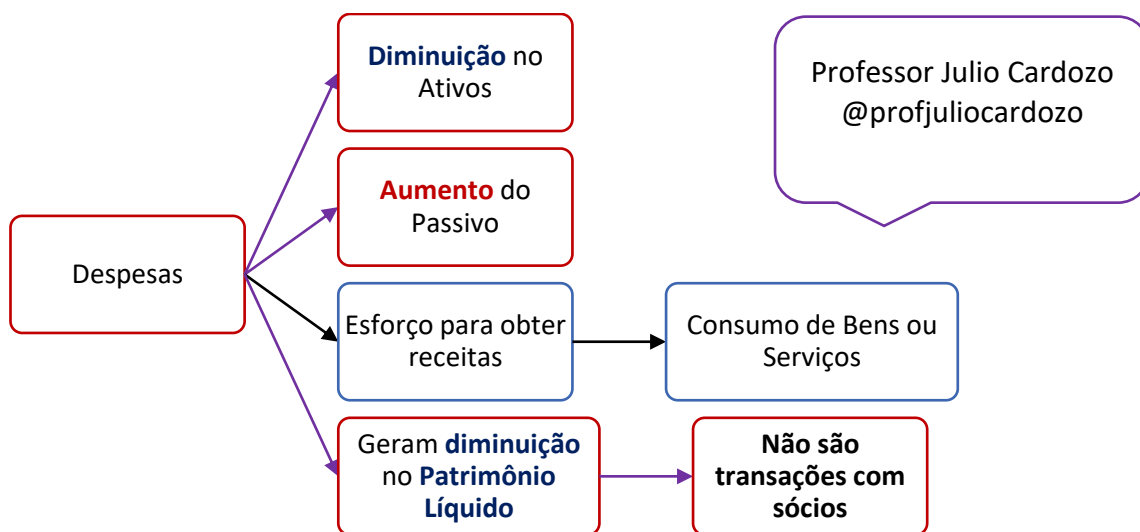 Diminuição no
Ativos
Professor Julio Cardozo
@profjuliocardozo
Aumento do
Passivo
Despesas
Esforço para obter
receitas
Consumo de Bens ou
Serviços
Geram diminuição
no Patrimônio
Líquido
Não são
transações com
sócios